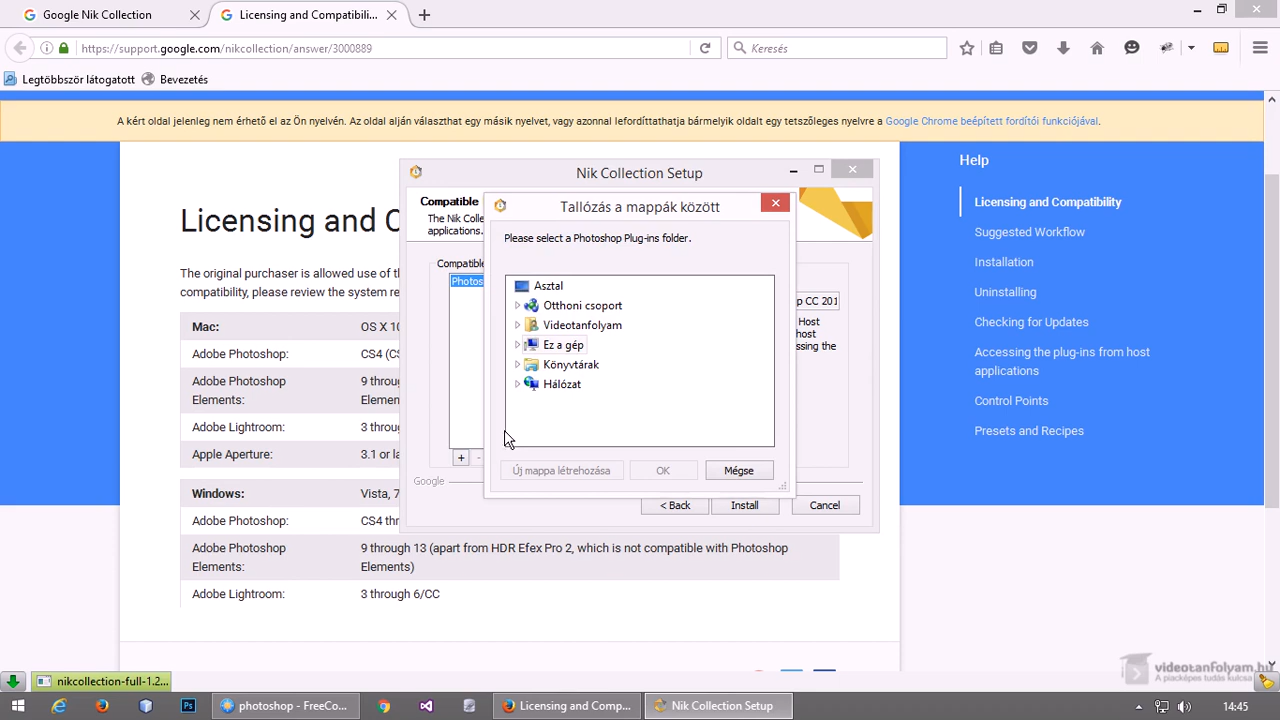 Google Nik Collection
Licensing and Compatibili...
https://support.google.com/nikcollection/answer/3000889
Keresés
Legtöbbször látogatott
Bevezetés
A kért oldal jelenleg nem érhető el az Ön nyelvén. Az oldal alján választhat egy másik nyelvet, vagy azonnal lefordíttathatja bármelyik oldalt egy tetszőleges nyelvre a Google Chrome beépített fordítói funkciójával.
Licensing and C
The original purchaser is allowed use of th
compatibility, please review the system re
Mac:
OS X 10
Adobe Photoshop:
CS4 (CS
Adobe Photoshop
Elements:
9 through
Elemen
Adobe Lightroom:
3 throu
Apple Aperture:
3.1 or la
Windows:
Vista, 7
Adobe Photoshop:
CS4 thr
Adobe Photoshop
Elements:
9 through 13 (apart from HDR Efex Pro 2, which is not compatible with Photoshop
Elements)
Adobe Lightroom:
3 through 6/CC
Nik Collection Setup
Compatible
The Nik Colle
applications.
Compatib
Photos
p CC 201
Host
host
ssing the
+
-
Google
< Back
Install
Cancel
Tallózás a mappák között
Please select a Photoshop Plug-ins folder.
Asztal
Otthoni csoport
Videotanfolyam
Ez a gép
Könyvtárak
Hálózat
Új mappa létrehozása
OK
Mégse
Help
Licensing and Compatibility
Suggested Workflow
Installation
Uninstalling
Checking for Updates
Accessing the plug-ins from host
applications
Control Points
Presets and Recipes
videotanfolyam.hu
A piacképes tudás kulcsa
nikcollection-full-1.2...
photoshop - FreeCo...
Licensing and Comp...
Nik Collection Setup
14:45